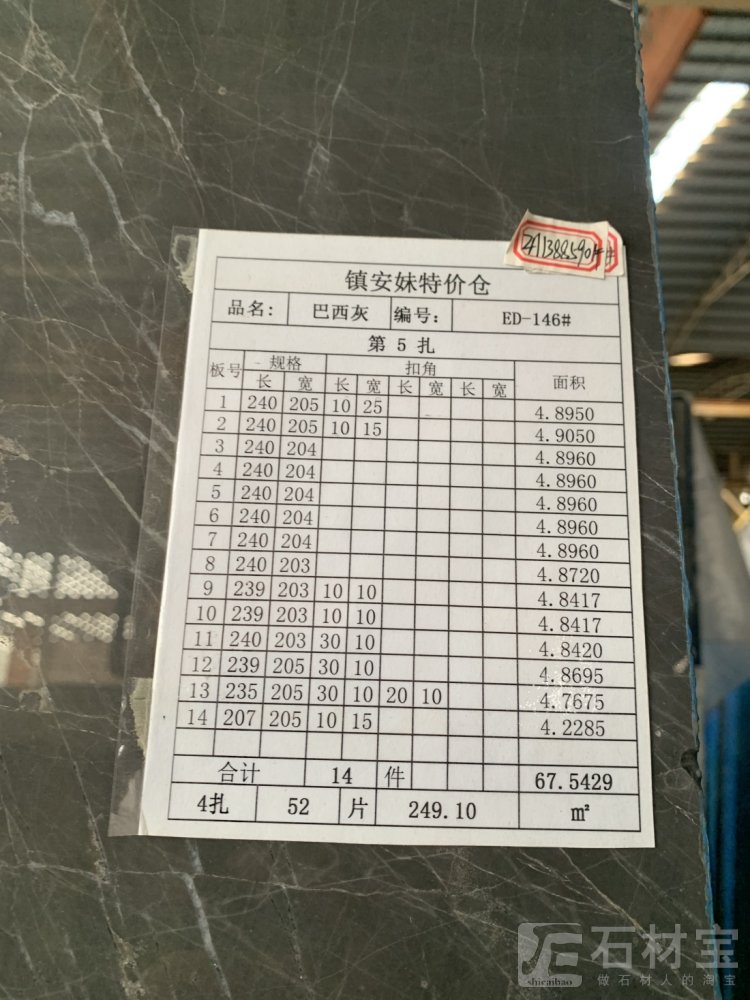 ZA1388590##
镇安妹特价仓
品名: 巴西灰 编号: ED-146#
第 5 扎
板号 规格 扣角 面积
长 宽 长 宽 长 宽 长 宽
1 240 205 10 25 4.8950
2 240 205 10 15 4.9050
3 240 204 4.8960
4 240 204 4.8960
5 240 204 4.8960
6 240 204 4.8960
7 240 204 4.8960
8 240 203 4.8720
9 239 203 10 10 4.8417
10 239 203 10 10 4.8417
11 240 203 30 10 4.8420
12 239 205 30 10 4.8695
13 235 205 30 10 20 10 4.7675
14 207 205 10 15 4.2285
合计 14 件 67.5429
4扎 52 片 249.10 m²
石材宝
shicaibao 做石材人的淘宝